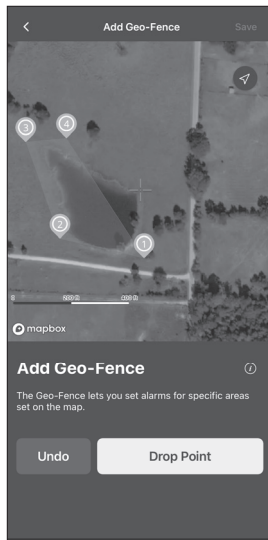 Add Geo-Fence
Save
3
4
2
1
0
200 ft
400 ft
mapbox
Add Geo-Fence
The Geo-Fence lets you set alarms for specific areas
set on the map.
Undo
Drop Point